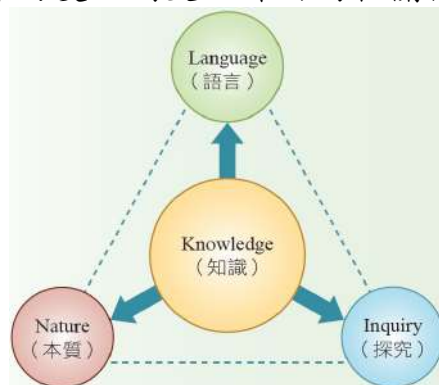 Language
（語言）
Knowledge
（知識）
Nature
（本質）
Inquiry
（探究）